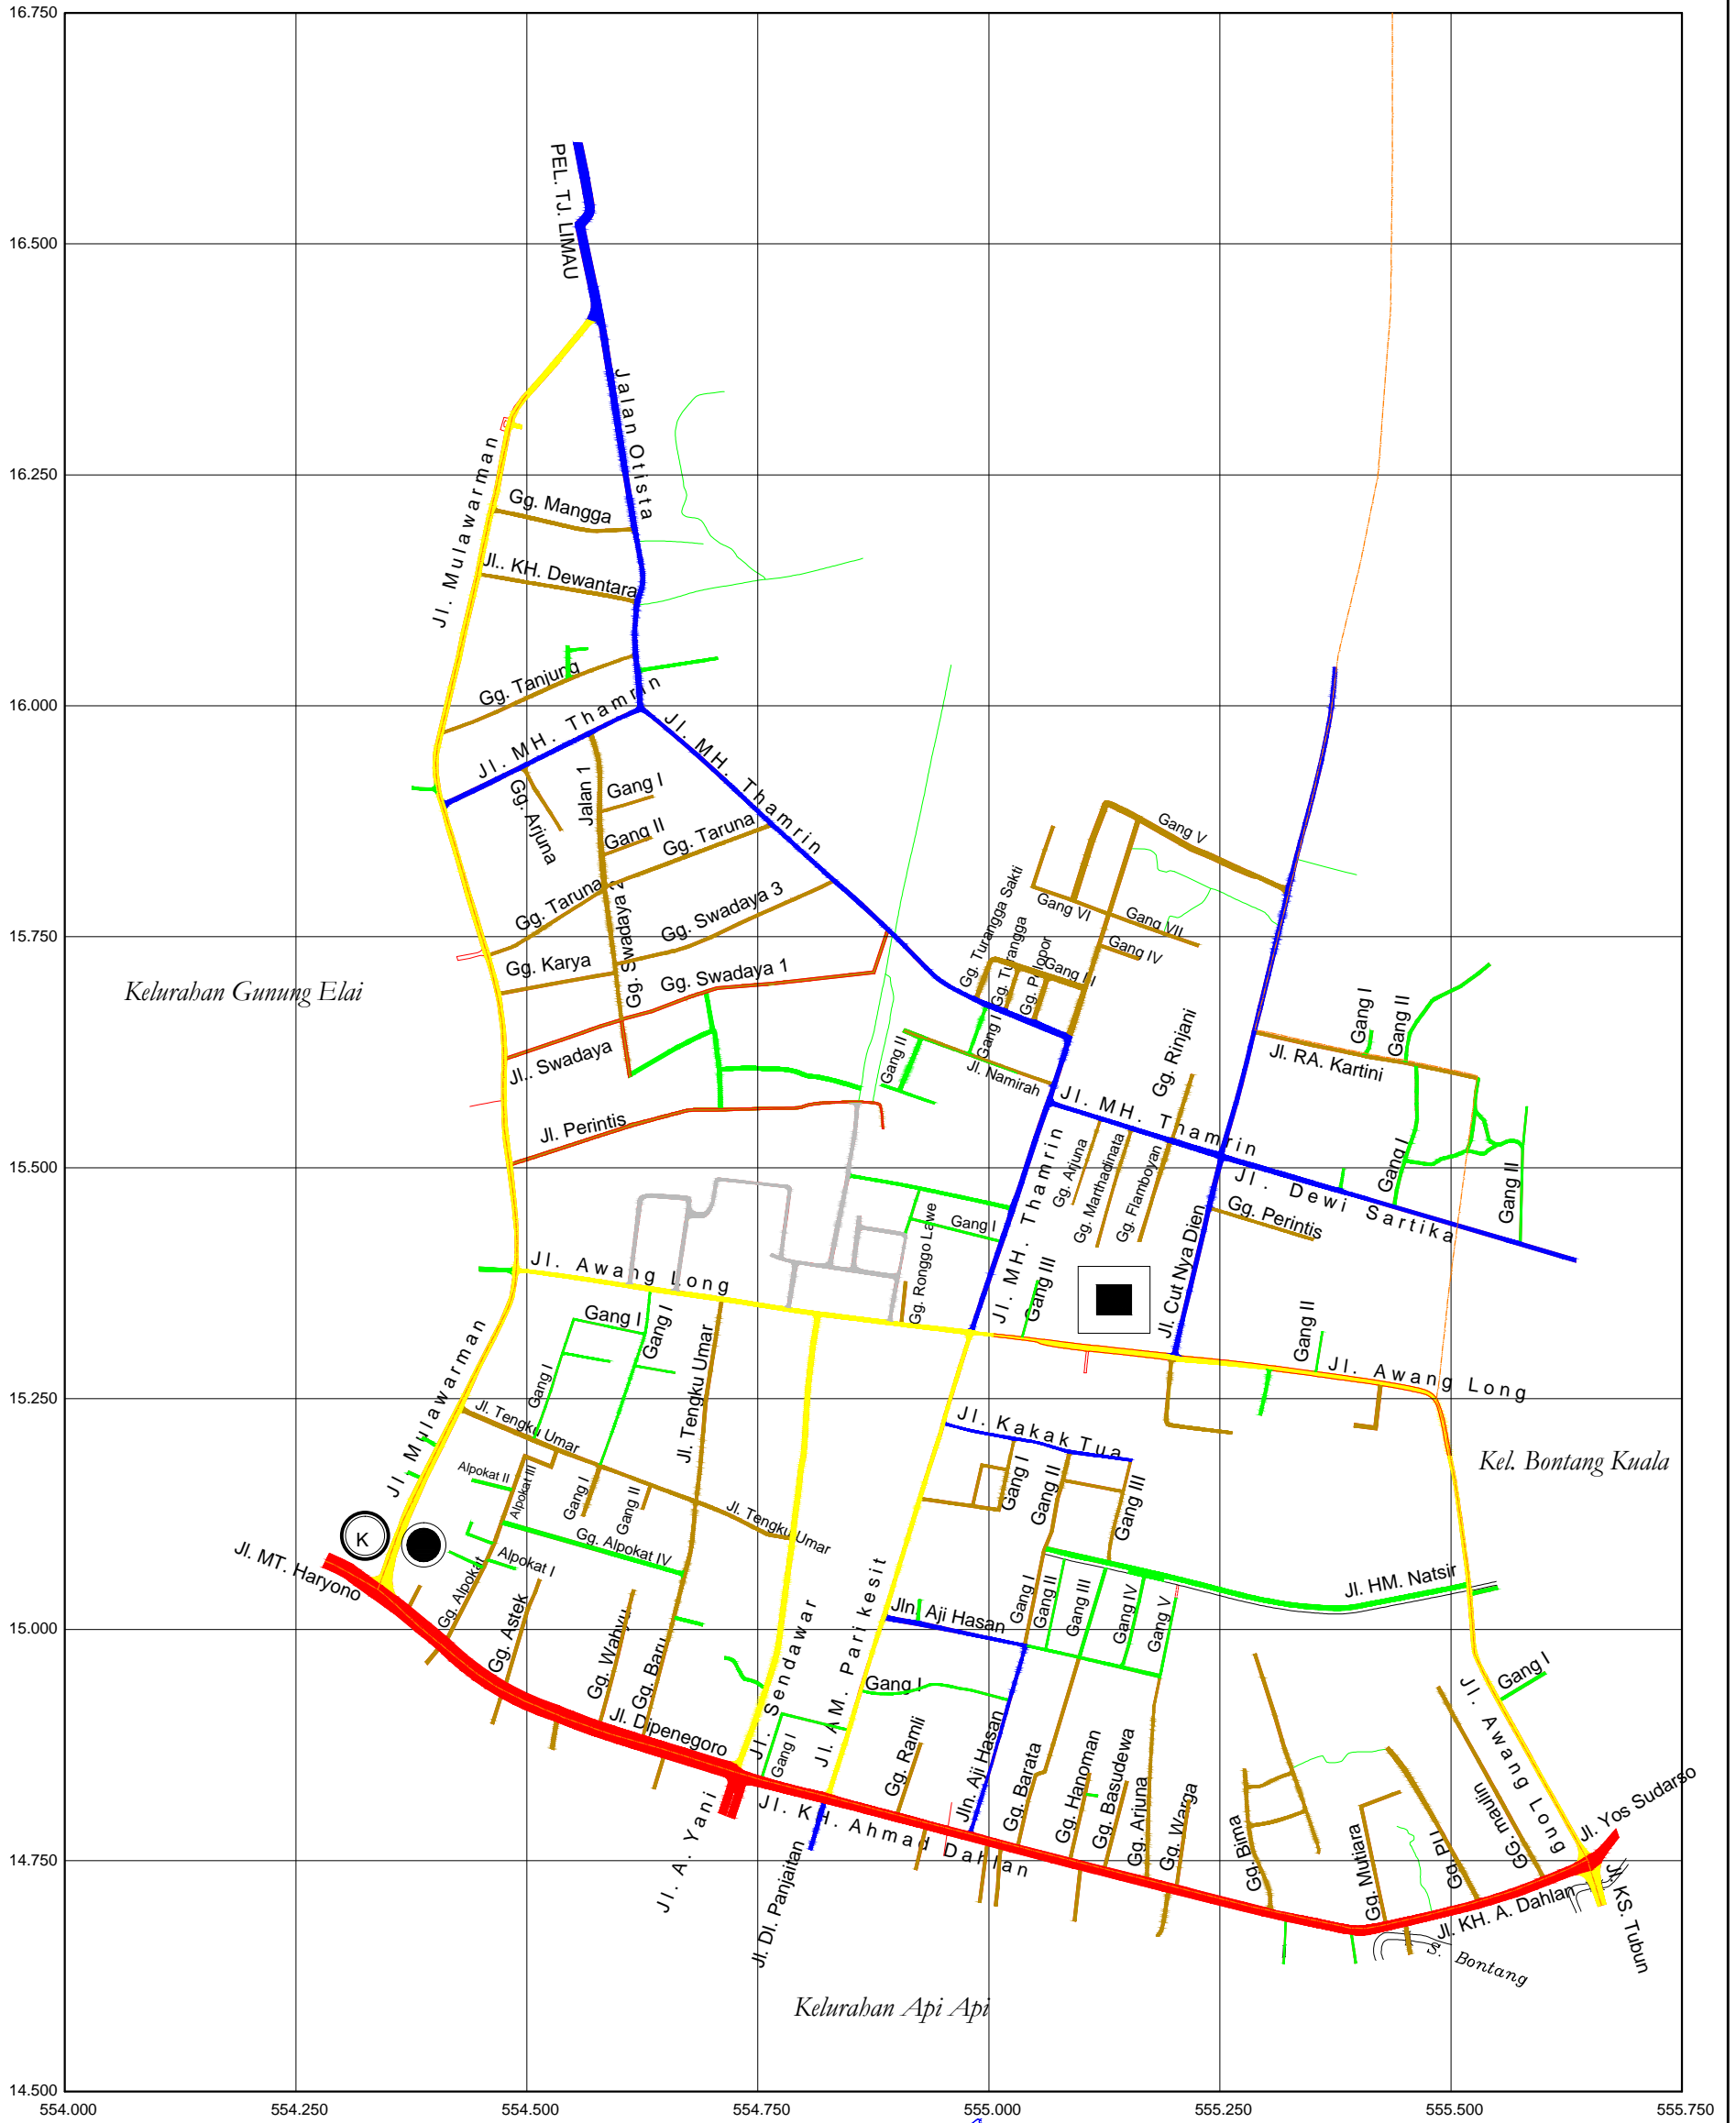 16.750
PEL. TJ. LIMAU
16.500
Jalan Otista
Jl. Mulawarman
16.250
Gg. Mangga
Jl.. KH. Dewantara
Gg. Tanjung
16.000
Jl. MH. Thamrin
Jl. MH. Thamrin
Gg. Arjuna
Jalan 1
Gang I
Gang II
Gg. Taruna
Gg. Taruna
Gg. Swadaya 2
Gg. Swadaya 3
Gang V
Gang VI
Gang VII
Gang IV
15.750
Gg. Karya
Gg. Swadaya 1
Gg. Turangga Sakti
Gg. Turangga
Gg. Pelopor
Gang III
Kelurahan Gunung Elai
Jl.. Swadaya
Gang II
Gang I
Jl. Namirah
Gg. Rinjani
Gang I
Gang II
Jl. RA. Kartini
Jl. Perintis
Jl. MH. Thamrin
Jl. MH. Thamrin
Gg. Arjuna
Gg. Marthadinata
Gg. Flamboyan
15.500
Jl. Dewi Sartika
Gg. Perintis
Gang I
Gang II
Gg. Ronggo Lawe
Gang I
Jl. Awang Long
Gang III
Jl. Cut Nya Dien
Gang II
Jl. Awang Long
Jl. Mulawarman
Gang I
Gang I
Gang I
Jl. Tengku Umar
15.250
Jl. Tengku Umar
Jl. Kakak Tua
Kel. Bontang Kuala
Alpokat II
Alpokat III
Gang I
Gang II
Jl. Tengku Umar
Gang I
Gang II
Gang III
K
Jl. MT. Haryono
Gg. Alpokat
Alpokat I
Gg. Alpokat IV
Jl. HM. Natsir
Gg. Astek
Gg. Wahyu
Gg. Baru
Jl. Sendawar
Jl. AM. Parikesit
Jln. Aji Hasan
Gang I
Gang II
Gang III
Gang IV
Gang V
15.000
Gang I
Gang I
Jl. Dipenegoro
Gang I
Gg. Ramli
Jln. Aji Hasan
Gg. Barata
Gg. Hanoman
Gg. Basudewa
Gg. Arjuna
Gg. Warga
Gg. Bima
Gg. Mutiara
Gg. PU
GG. maulin
Jl. Awang Long
Jl. Yos Sudarso
Jl. A. Yani
Jl. KH. Ahmad Dahlan
14.750
Jl. DI. Panjaitan
Jl. KH. A. Dahlan
Jl. KS. Tubun
S. Bontang
Kelurahan Api Api
14.500
554.000 554.250 554.500 554.750 555.000 555.250 555.500 555.750